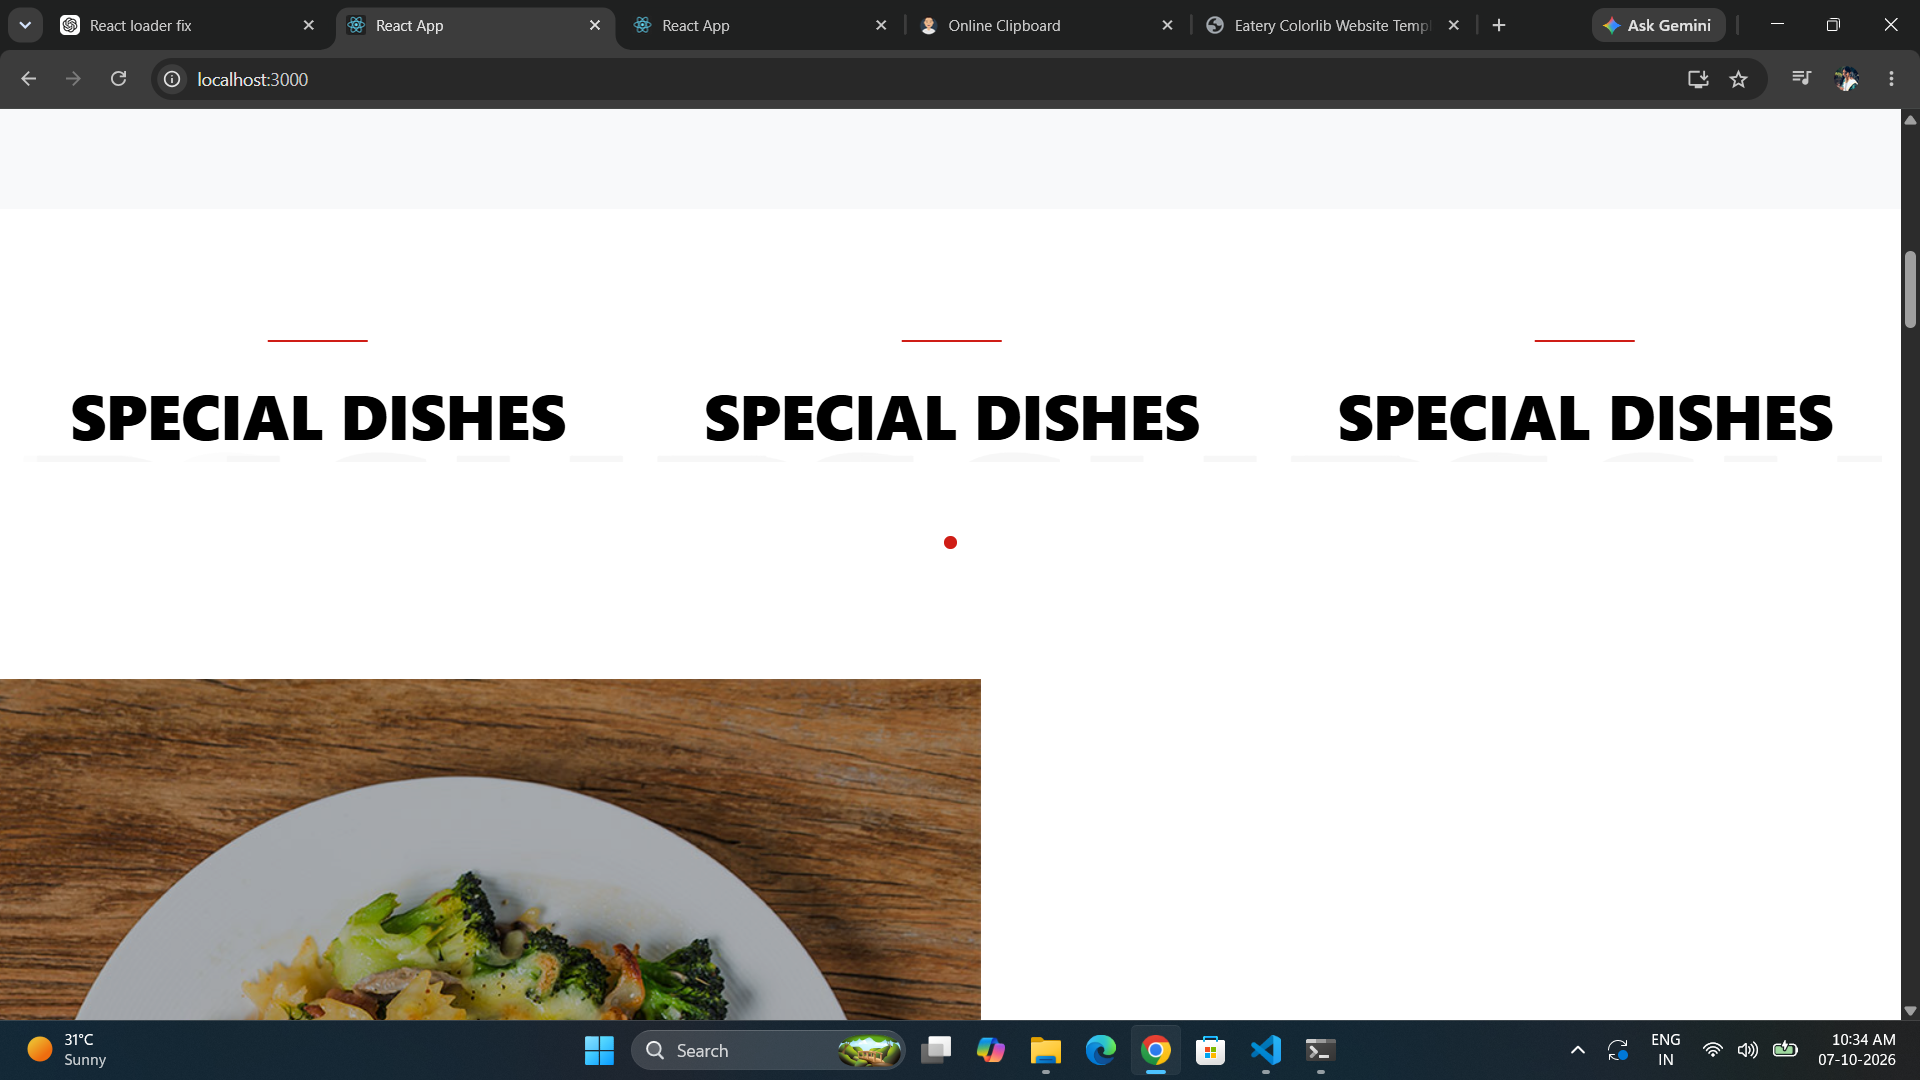 React loader fix
React App
React App
Online Clipboard
Eatery Colorlib Website Temp
Ask Gemini
localhost:3000
SPECIAL DISHES
SPECIAL DISHES
SPECIAL DISHES
31°C
Sunny
Search
ENG
IN
10:34 AM
07-10-2026